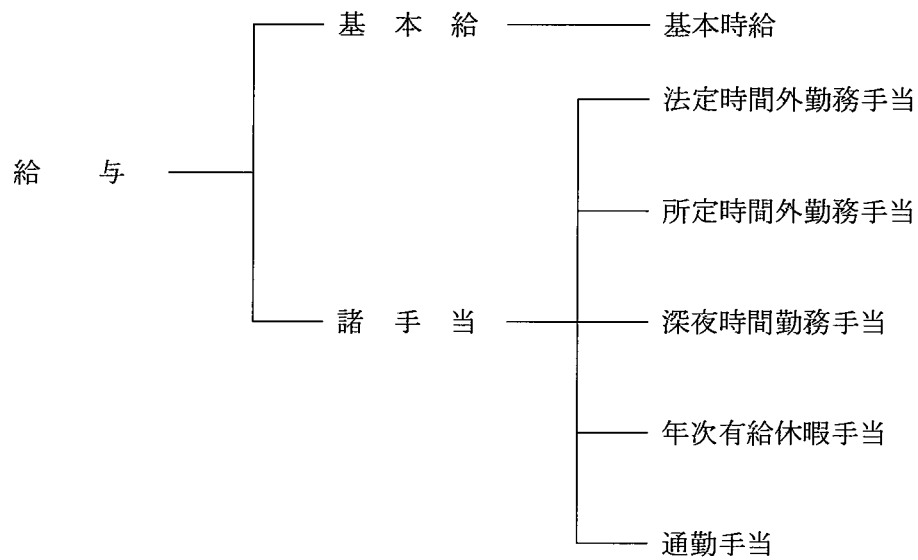 基本給
基本時給
法定時間外勤務手当
給与
所定時間外勤務手当
諸手当
深夜時間勤務手当
年次有給休暇手当
通勤手当